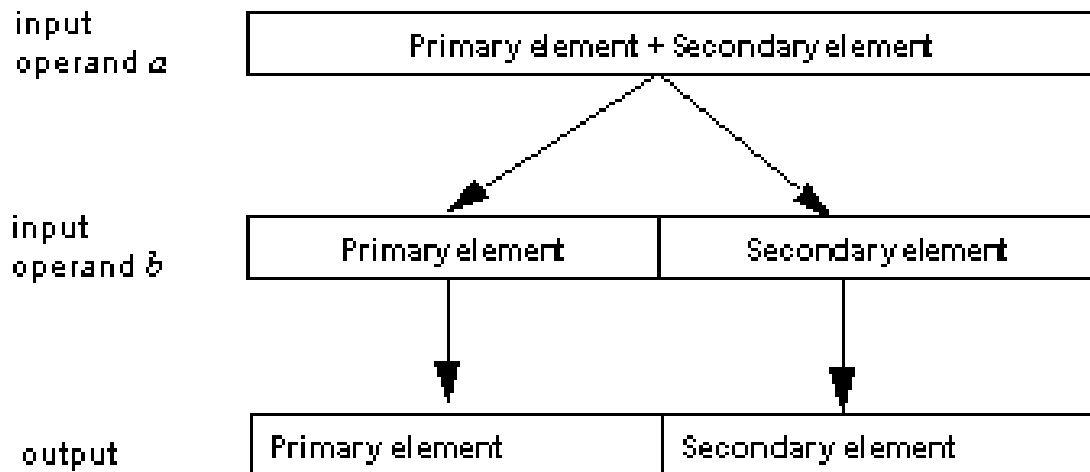 input
operand a
Primary element + Secondary element
input
operand b
Primary element
Secondary element
output
Primary element
Secondary element